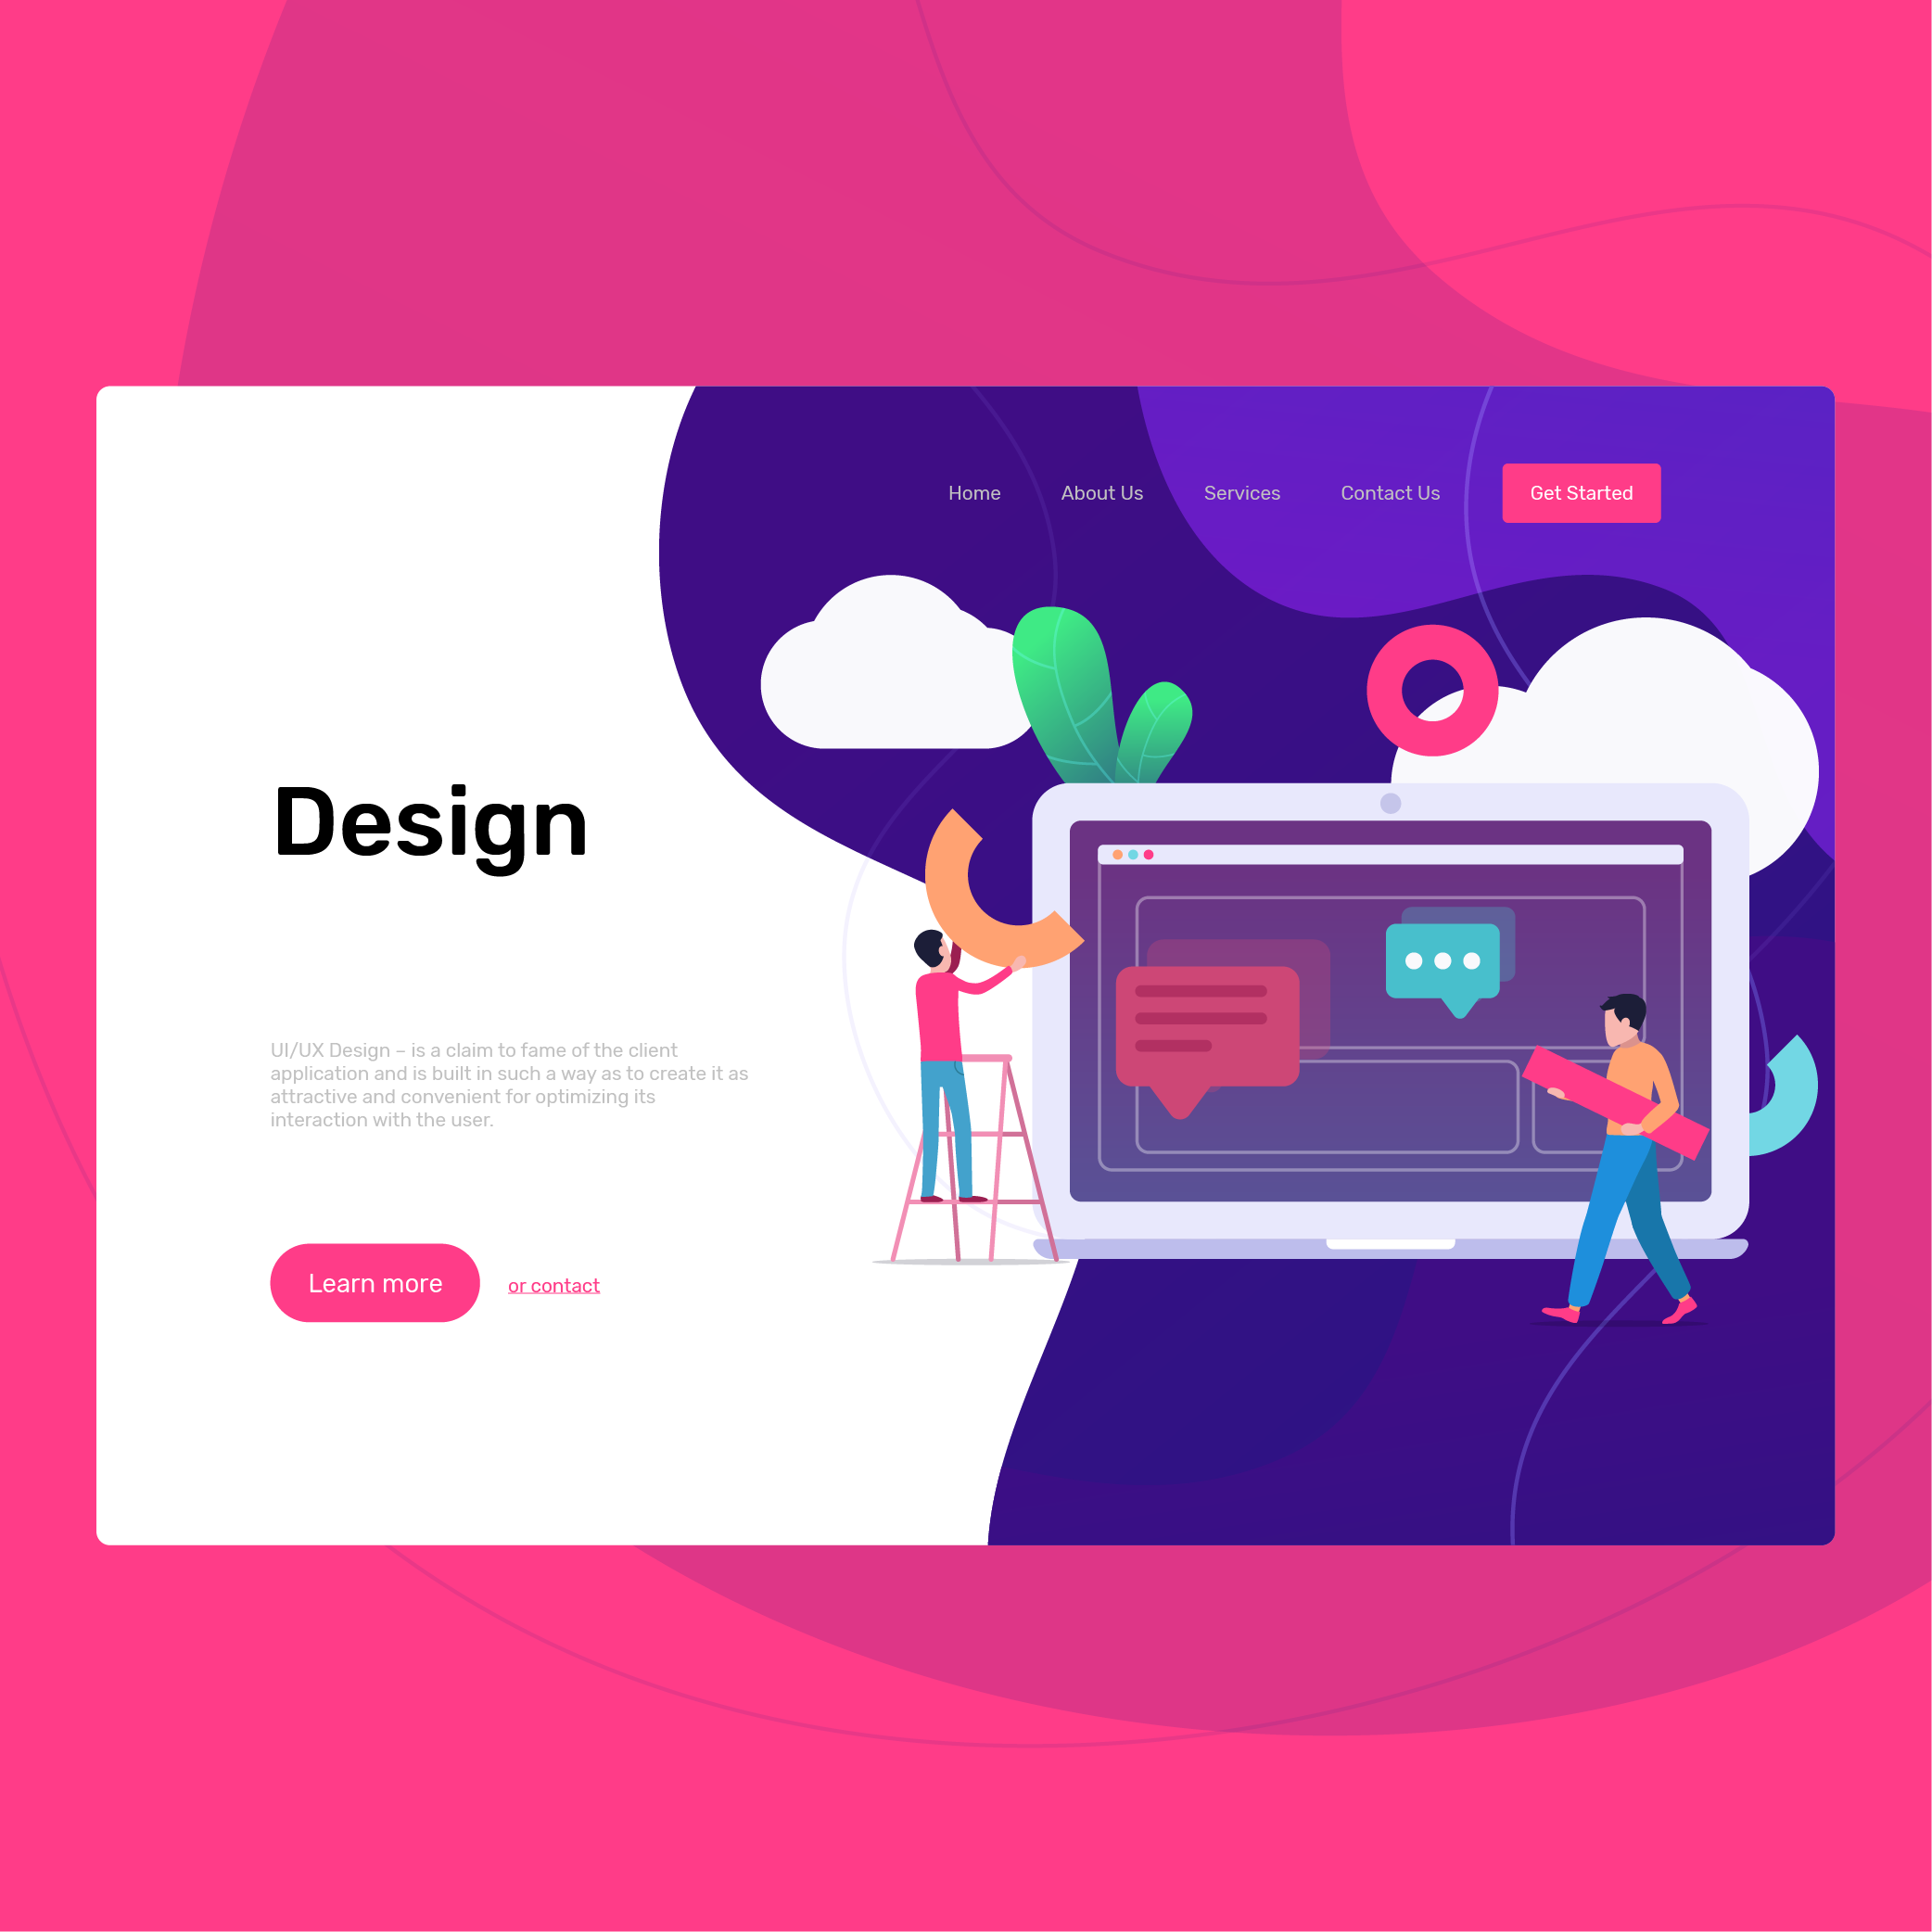 Home About Us Services Contact Us Get Started
Design
UI/UX Design – is a claim to fame of the client
application and is built in such a way as to create it as
attractive and convenient for optimizing its
interaction with the user.
Learn more or contact